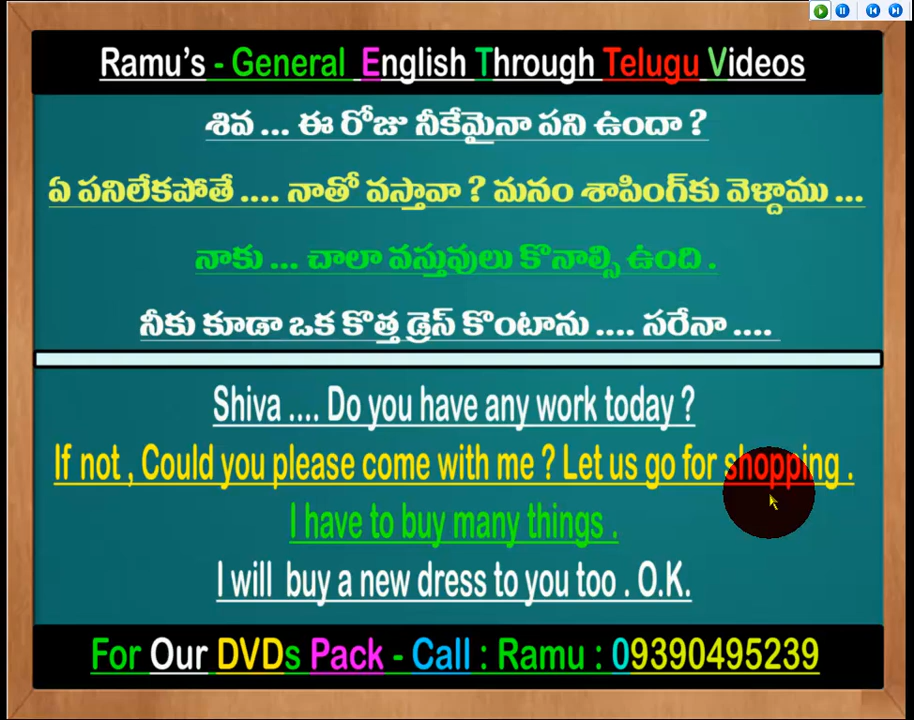 Ramu's - General English Through Telugu Videos
శివ ... ఈ రోజు నీకేమైనా పని ఉందా ?
ఏ పనిలేకపోతే .... నాతో వస్తావా ? మనం శాపింగ్‌కు వెళ్దాము ...
నాకు ... చాలా వస్తువులు కొనాల్సి ఉంది .
నీకు కూడా ఒక కొత్త డ్రెస్ కొంటాను .... సరేనా ....
Shiva .... Do you have any work today ?
If not , Could you please come with me ? Let us go for shopping .
I have to buy many things .
I will buy a new dress to you too . O.K.
For Our DVDs Pack - Call : Ramu : 09390495239